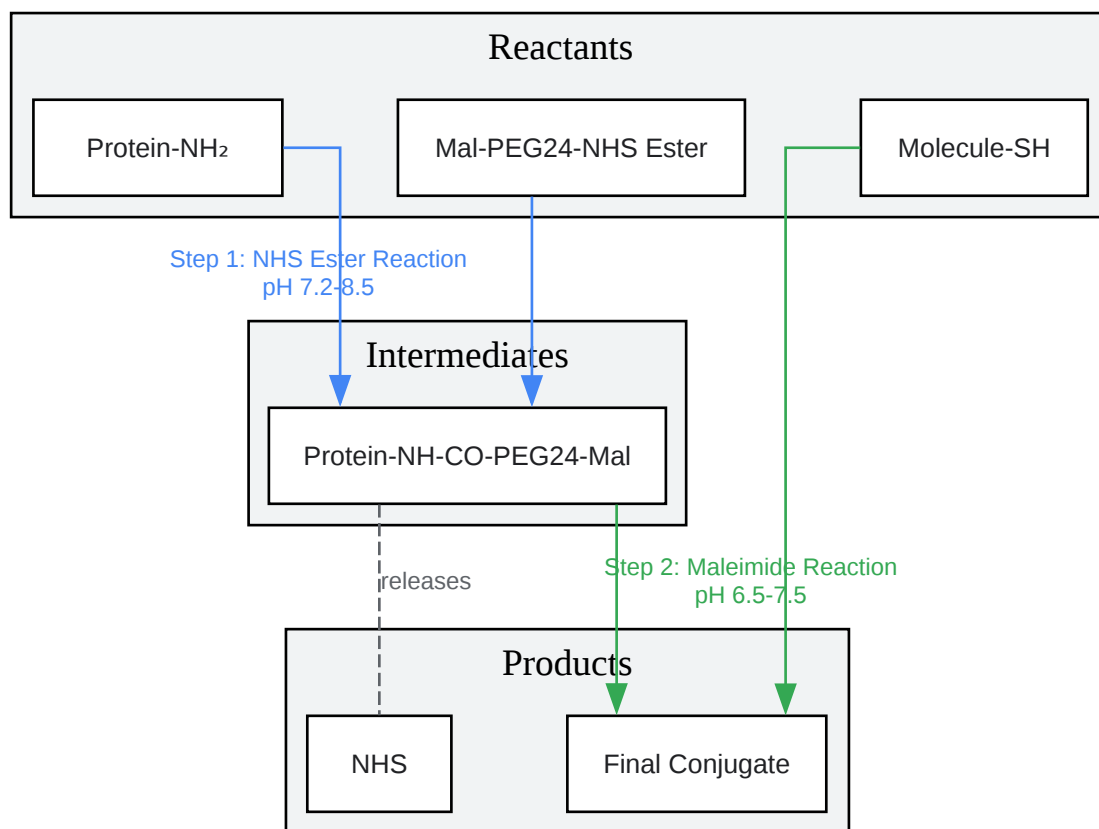 Reactants
Protein-NH₂
Mal-PEG24-NHS Ester
Molecule-SH
Step 1: NHS Ester Reaction
pH 7.2-8.5
Intermediates
Protein-NH-CO-PEG24-Mal
releases
Step 2: Maleimide Reaction
pH 6.5-7.5
Products
NHS
Final Conjugate